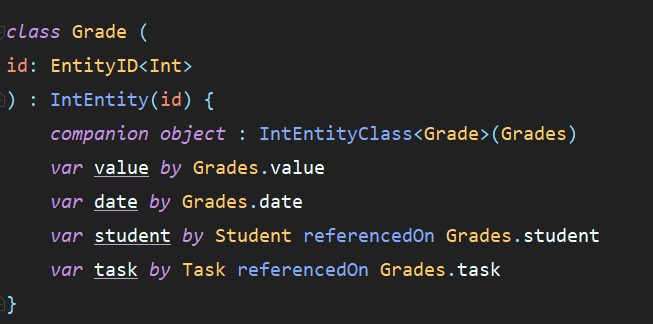 class Grade (
id: EntityID<Int>
) : IntEntity(id) {
    companion object : IntEntityClass<Grade>(Grades)
    var value by Grades.value
    var date by Grades.date
    var student by Student referencedOn Grades.student
    var task by Task referencedOn Grades.task
}